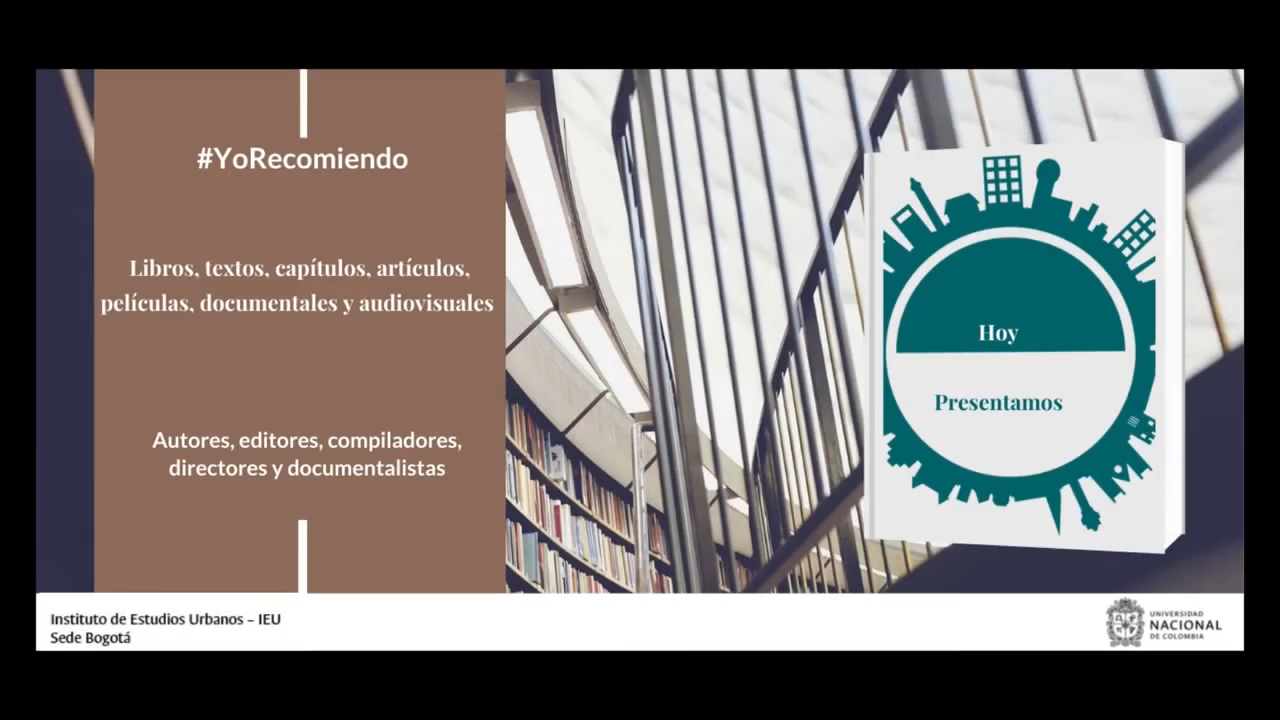 #YoRecomiendo
Libros, textos, capítulos, artículos,
películas, documentales y audiovisuales
Autores, editores, compiladores,
directores y documentalistas
Hoy
Presentamos
Instituto de Estudios Urbanos – IEU
Sede Bogotá
UNIVERSIDAD
NACIONAL
DE COLOMBIA